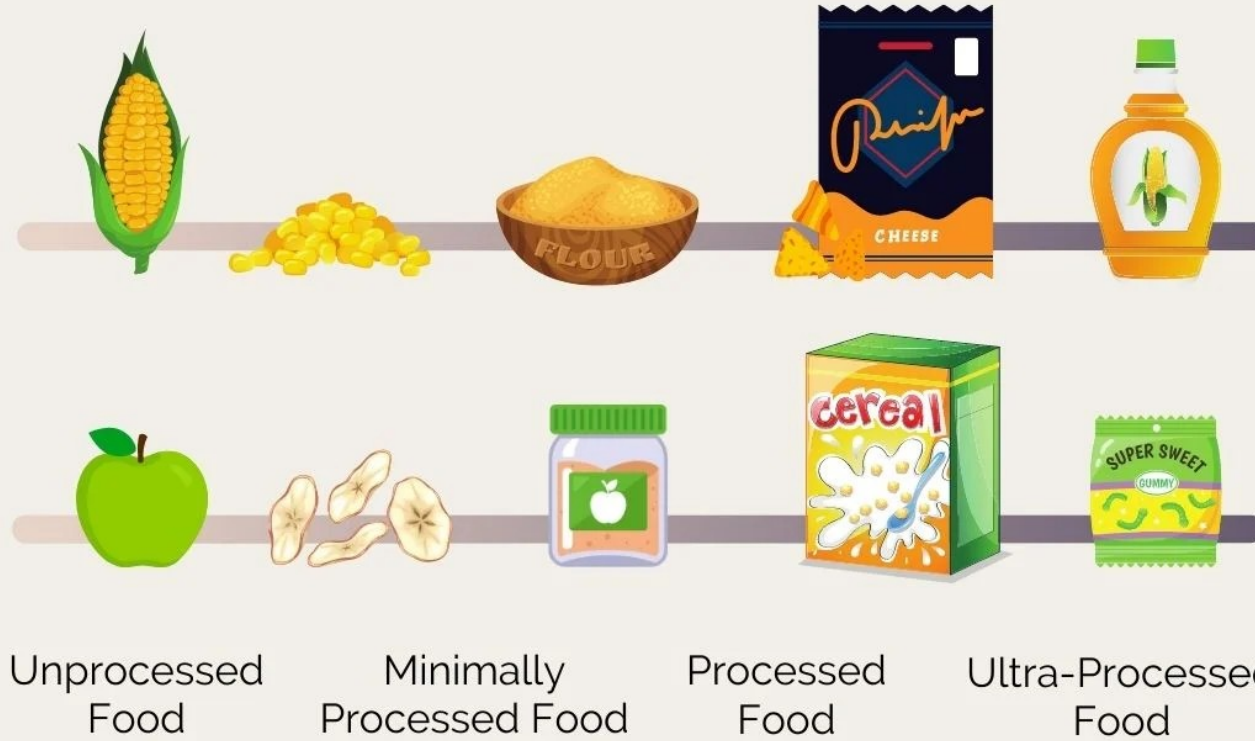 FLOUR
CHEESE
cereal
SUPER SWEET
GUMMY
Unprocessed
Food
Minimally
Processed Food
Processed
Food
Ultra-Processe
Food